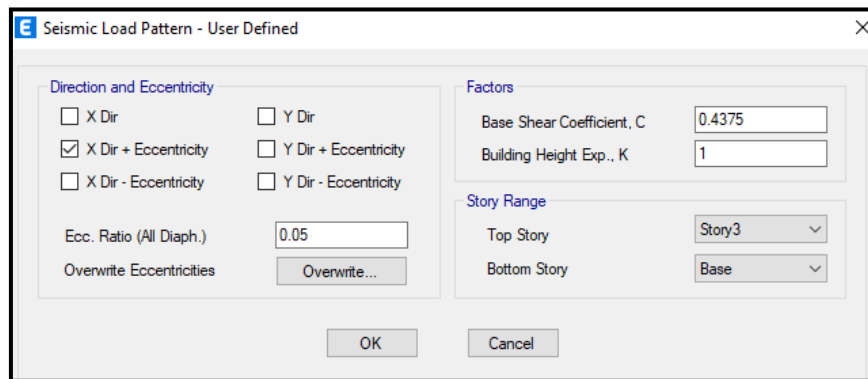 E Seismic Load Pattern - User Defined
Direction and Eccentricity
X Dir
Y Dir
X Dir + Eccentricity
Y Dir + Eccentricity
X Dir - Eccentricity
Y Dir - Eccentricity
Ecc. Ratio (All Diaph.)
0.05
Overwrite Eccentricities
Overwrite...
Factors
Base Shear Coefficient, C
0.4375
Building Height Exp., K
1
Story Range
Top Story
Story3
Bottom Story
Base
OK
Cancel